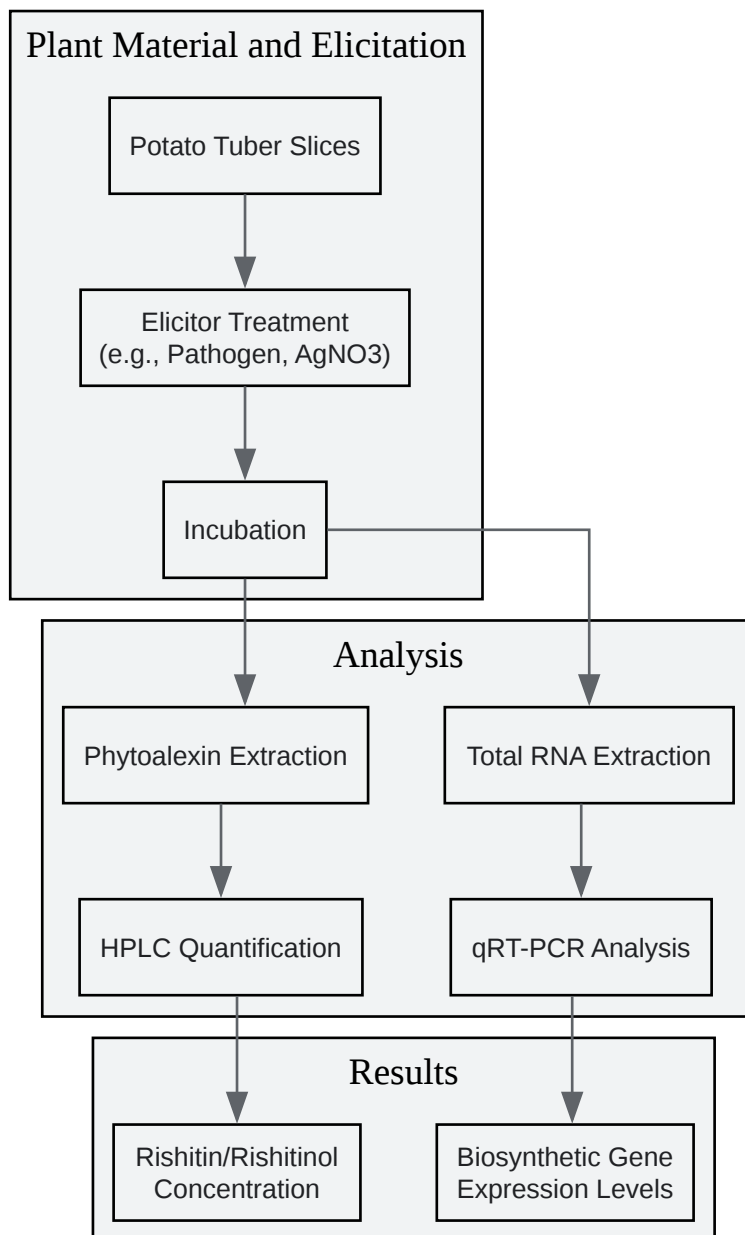 Plant Material and Elicitation
Potato Tuber Slices
Elicitor Treatment
(e.g., Pathogen, AgNO3)
Incubation
Analysis
Phytoalexin Extraction
Total RNA Extraction
HPLC Quantification
qRT-PCR Analysis
Results
Rishitin/Rishitinol
Concentration
Biosynthetic Gene
Expression Levels